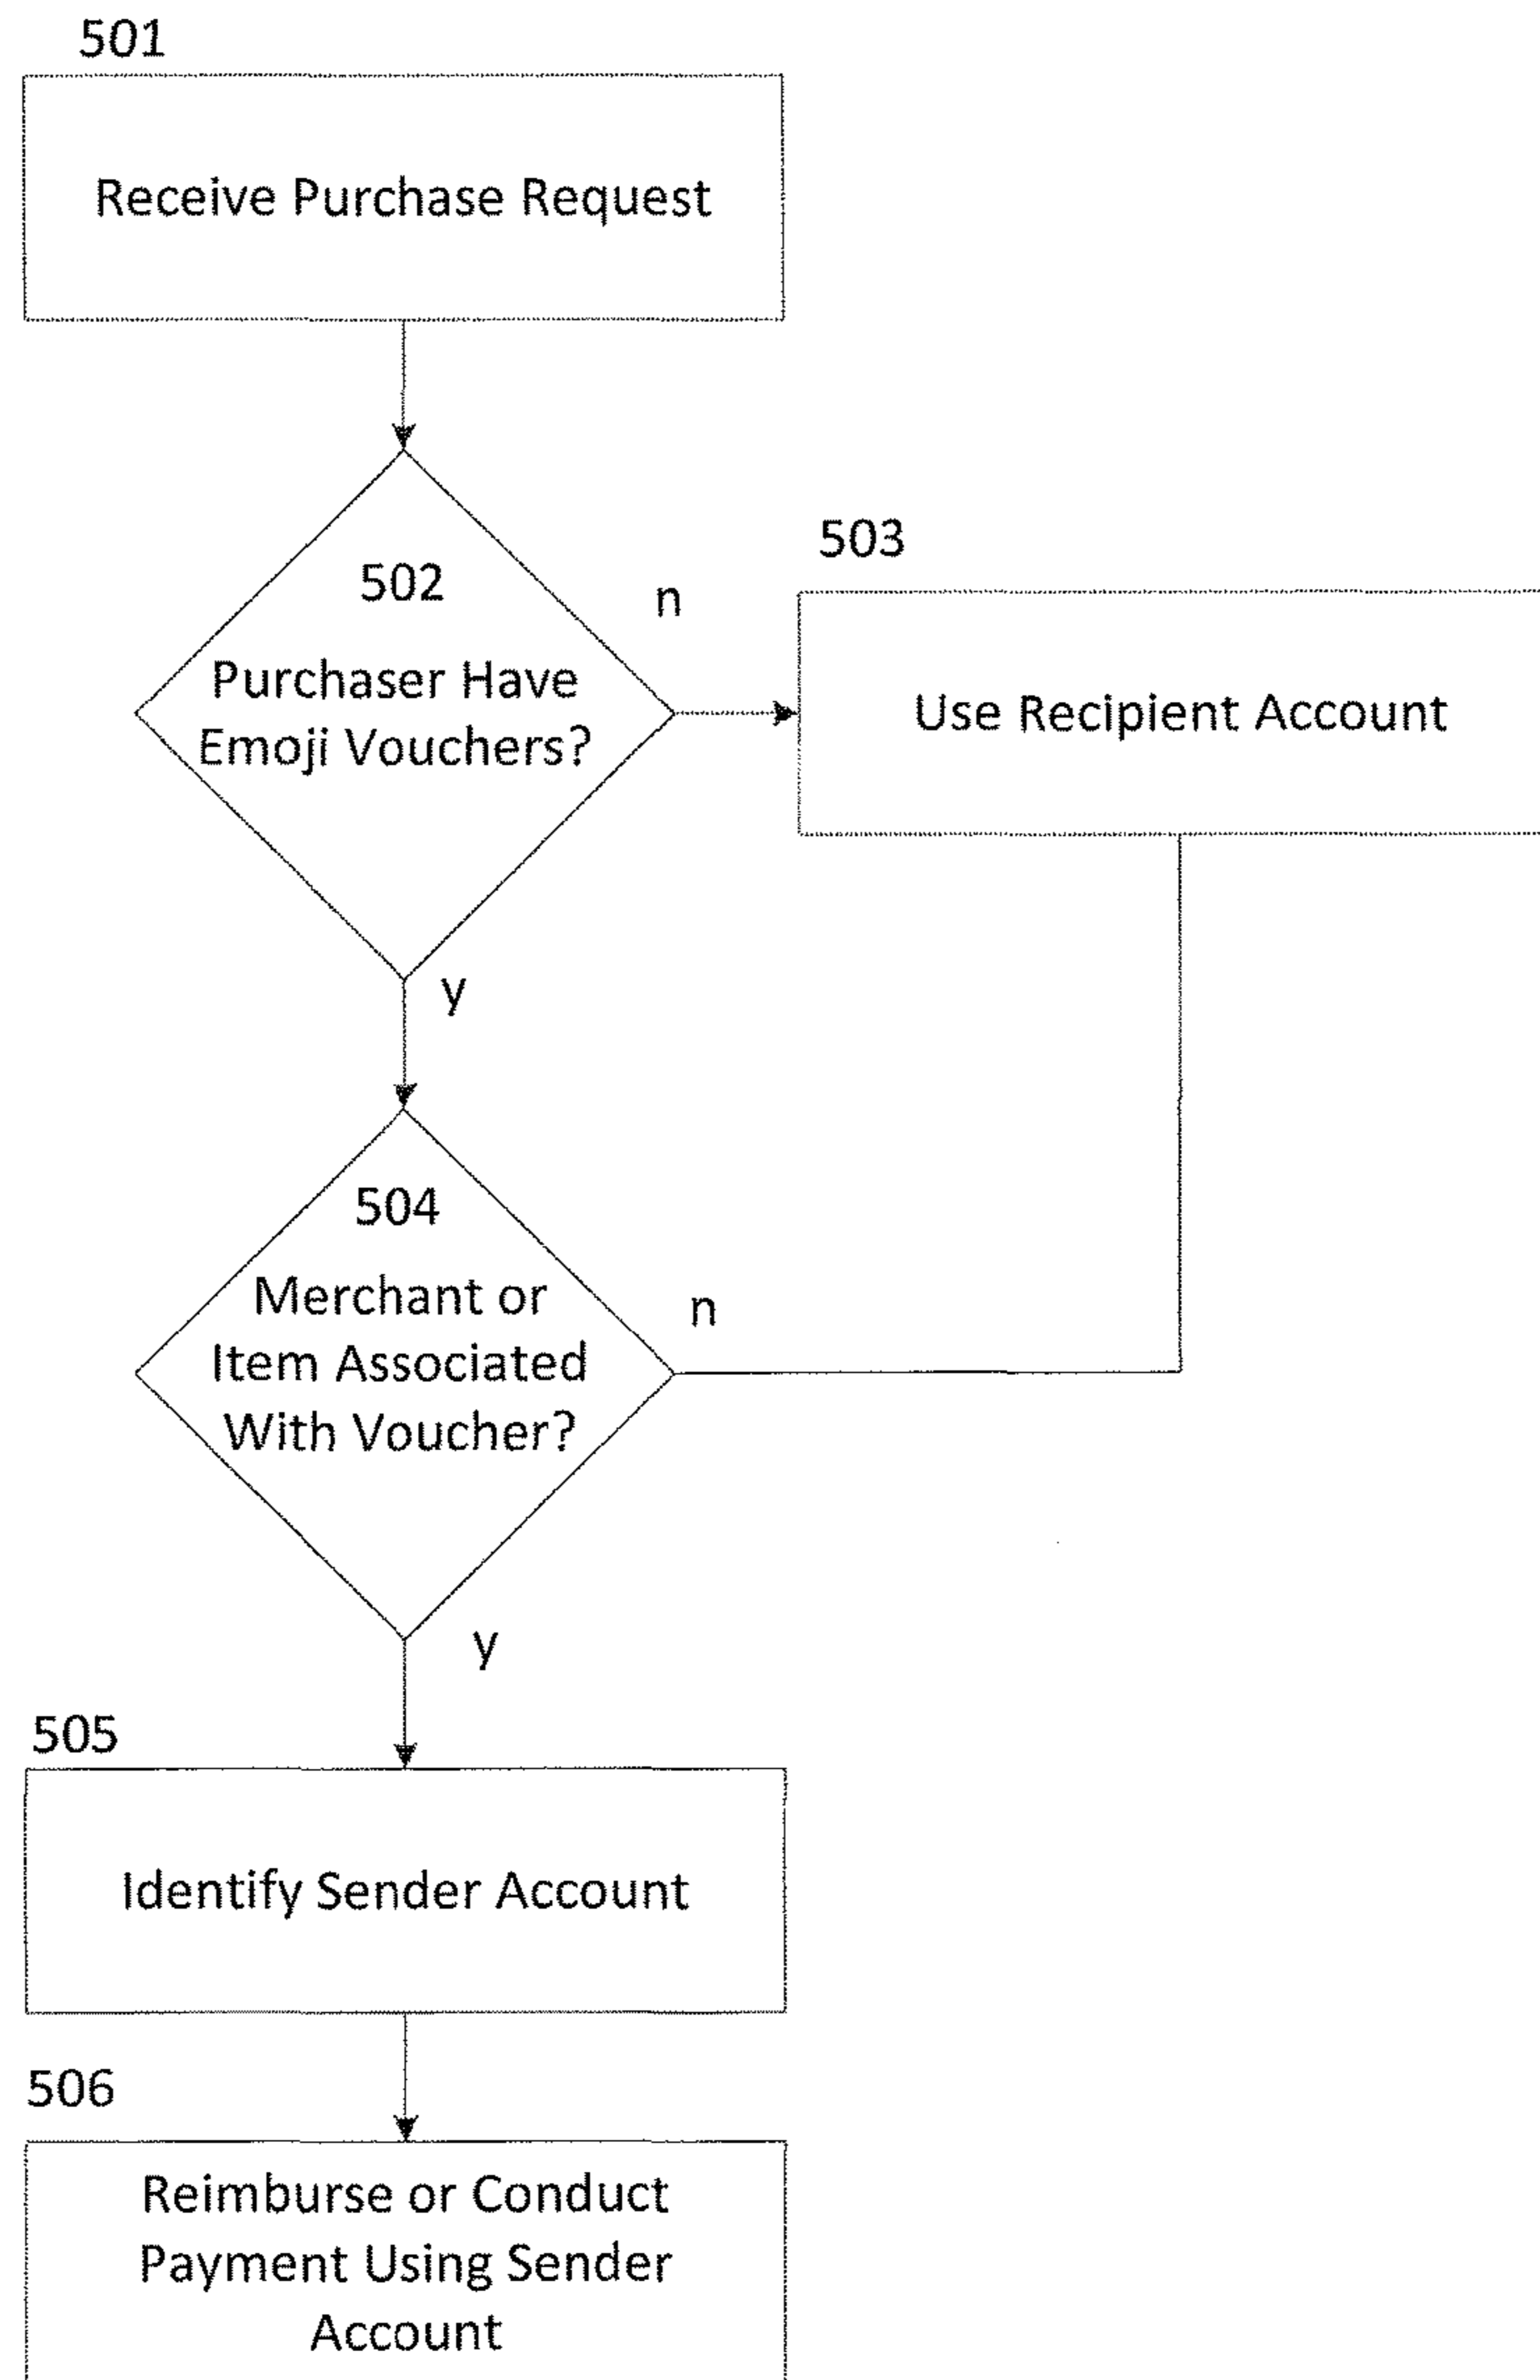 501
Receive Purchase Request
502
Purchaser Have
Emoji Vouchers?
n
503
Use Recipient Account
y
504
Merchant or
Item Associated
With Voucher?
n
y
505
Identify Sender Account
506
Reimburse or Conduct
Payment Using Sender
Account